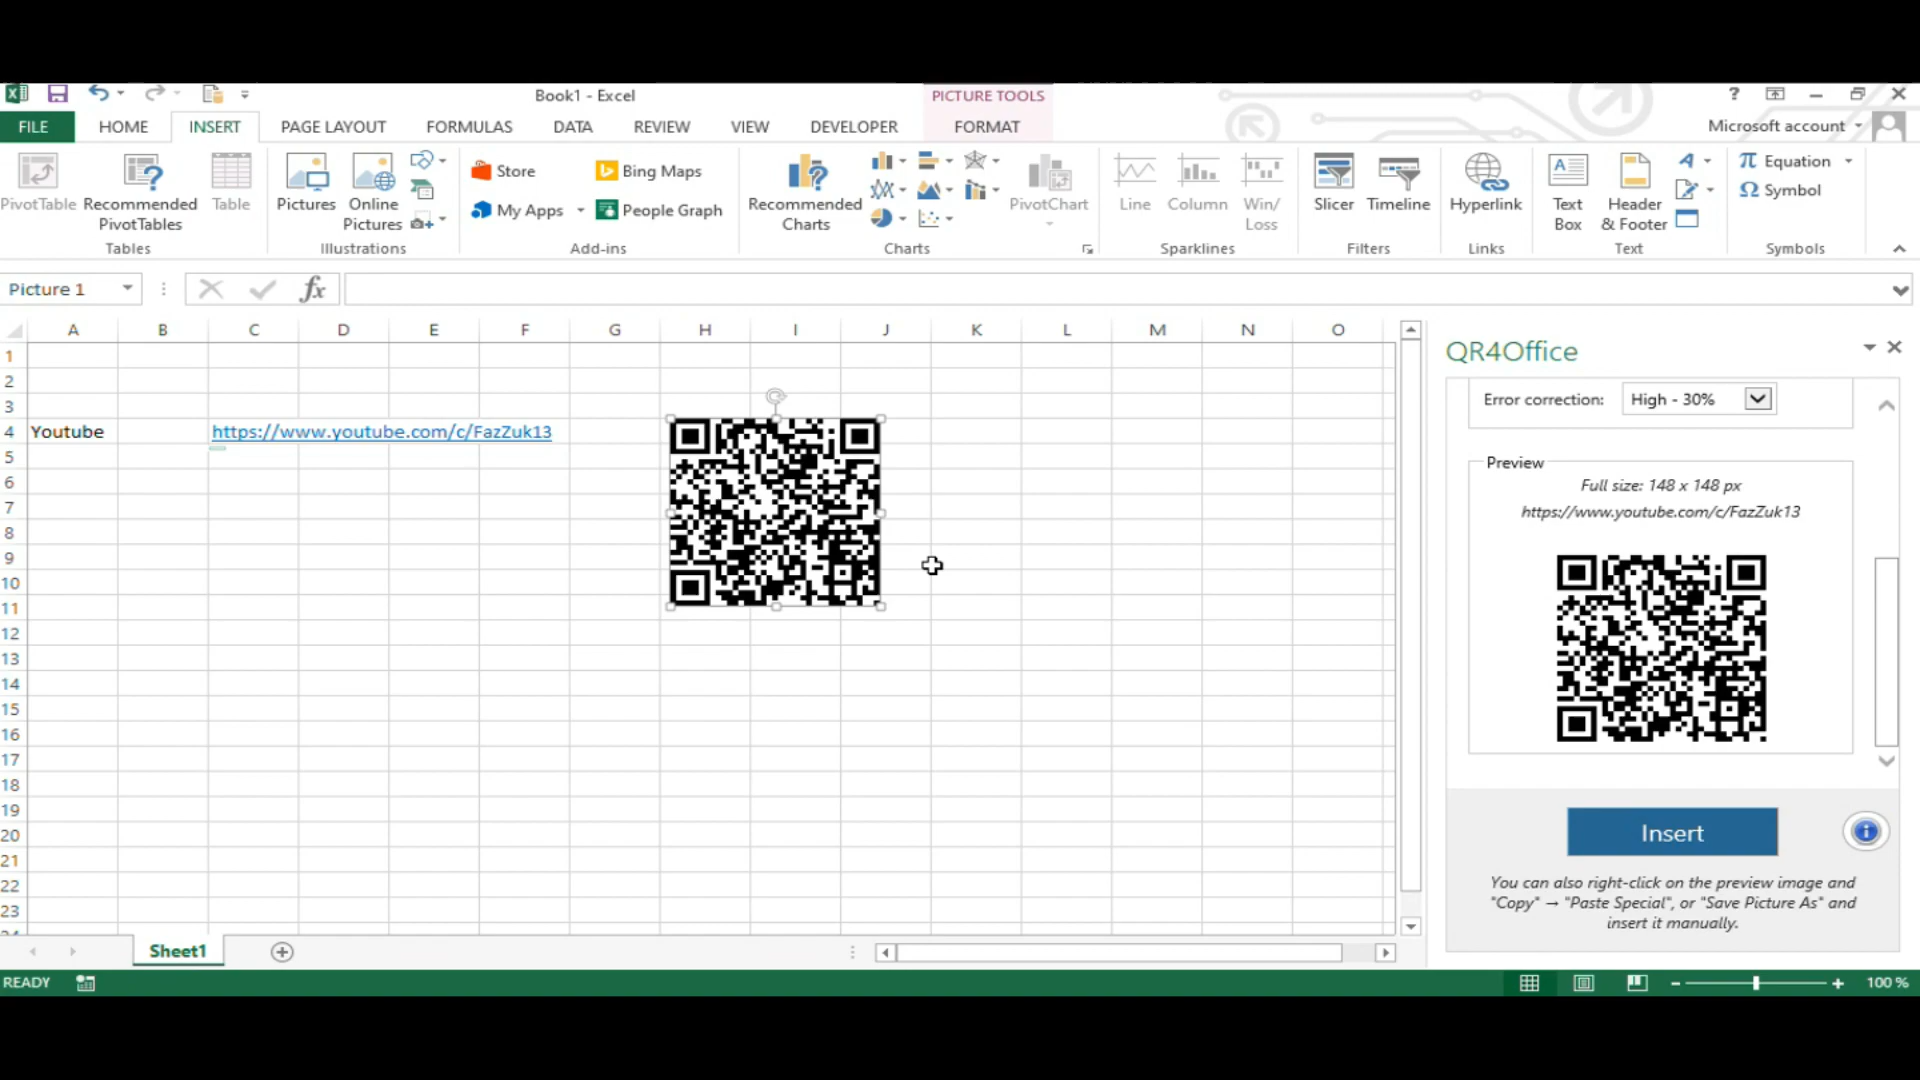 Book1 - Excel
PICTURE TOOLS
?
FILE
HOME
INSERT
PAGE LAYOUT
FORMULAS
DATA
REVIEW
VIEW
DEVELOPER
FORMAT
Microsoft account
PivotTable
Recommended
PivotTables
Table
Tables
Pictures
Online
Pictures
Illustrations
Store
My Apps
Bing Maps
People Graph
Add-ins
Recommended
Charts
PivotChart
Charts
Line
Column
Win/
Loss
Sparklines
Slicer
Timeline
Filters
Hyperlink
Links
Text
Box
Header
& Footer
Text
π Equation
Ω Symbol
Symbols
Picture 1
fx
A B C D E F G H I J K L M N O
1
2
3
4 Youtube https://www.youtube.com/c/FazZuk13
5
6
7
8
9
10
11
12
13
14
15
16
17
18
19
20
21
22
23
QR4Office
Error correction: High - 30%
Preview
Full size: 148 x 148 px
https://www.youtube.com/c/FazZuk13
Insert
You can also right-click on the preview image and
"Copy" → "Paste Special", or "Save Picture As" and
insert it manually.
Sheet1
READY
100 %